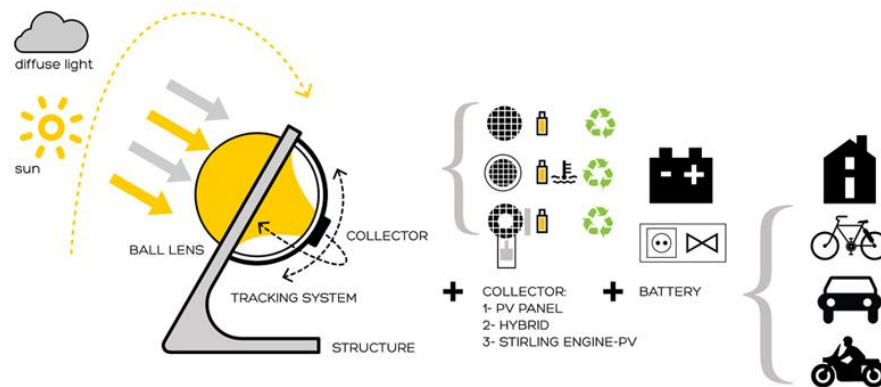 diffuse light
sun
BALL LENS
COLLECTOR
TRACKING SYSTEM
STRUCTURE
+ COLLECTOR:
1- PV PANEL
2- HYBRID
3- STIRLING ENGINE-PV
+ BATTERY